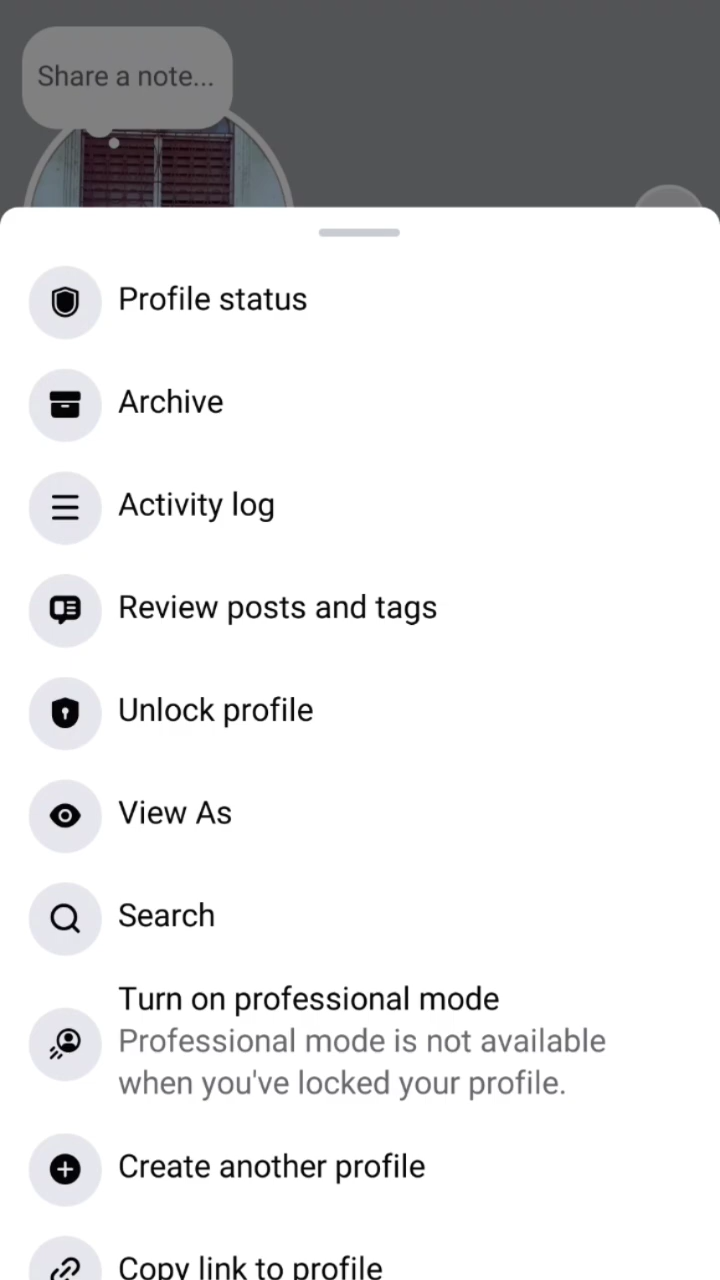 Share a note...
Profile status
Archive
Activity log
Review posts and tags
Unlock profile
View As
Search
Turn on professional mode
Professional mode is not available
when you've locked your profile.
Create another profile
Copy link to profile